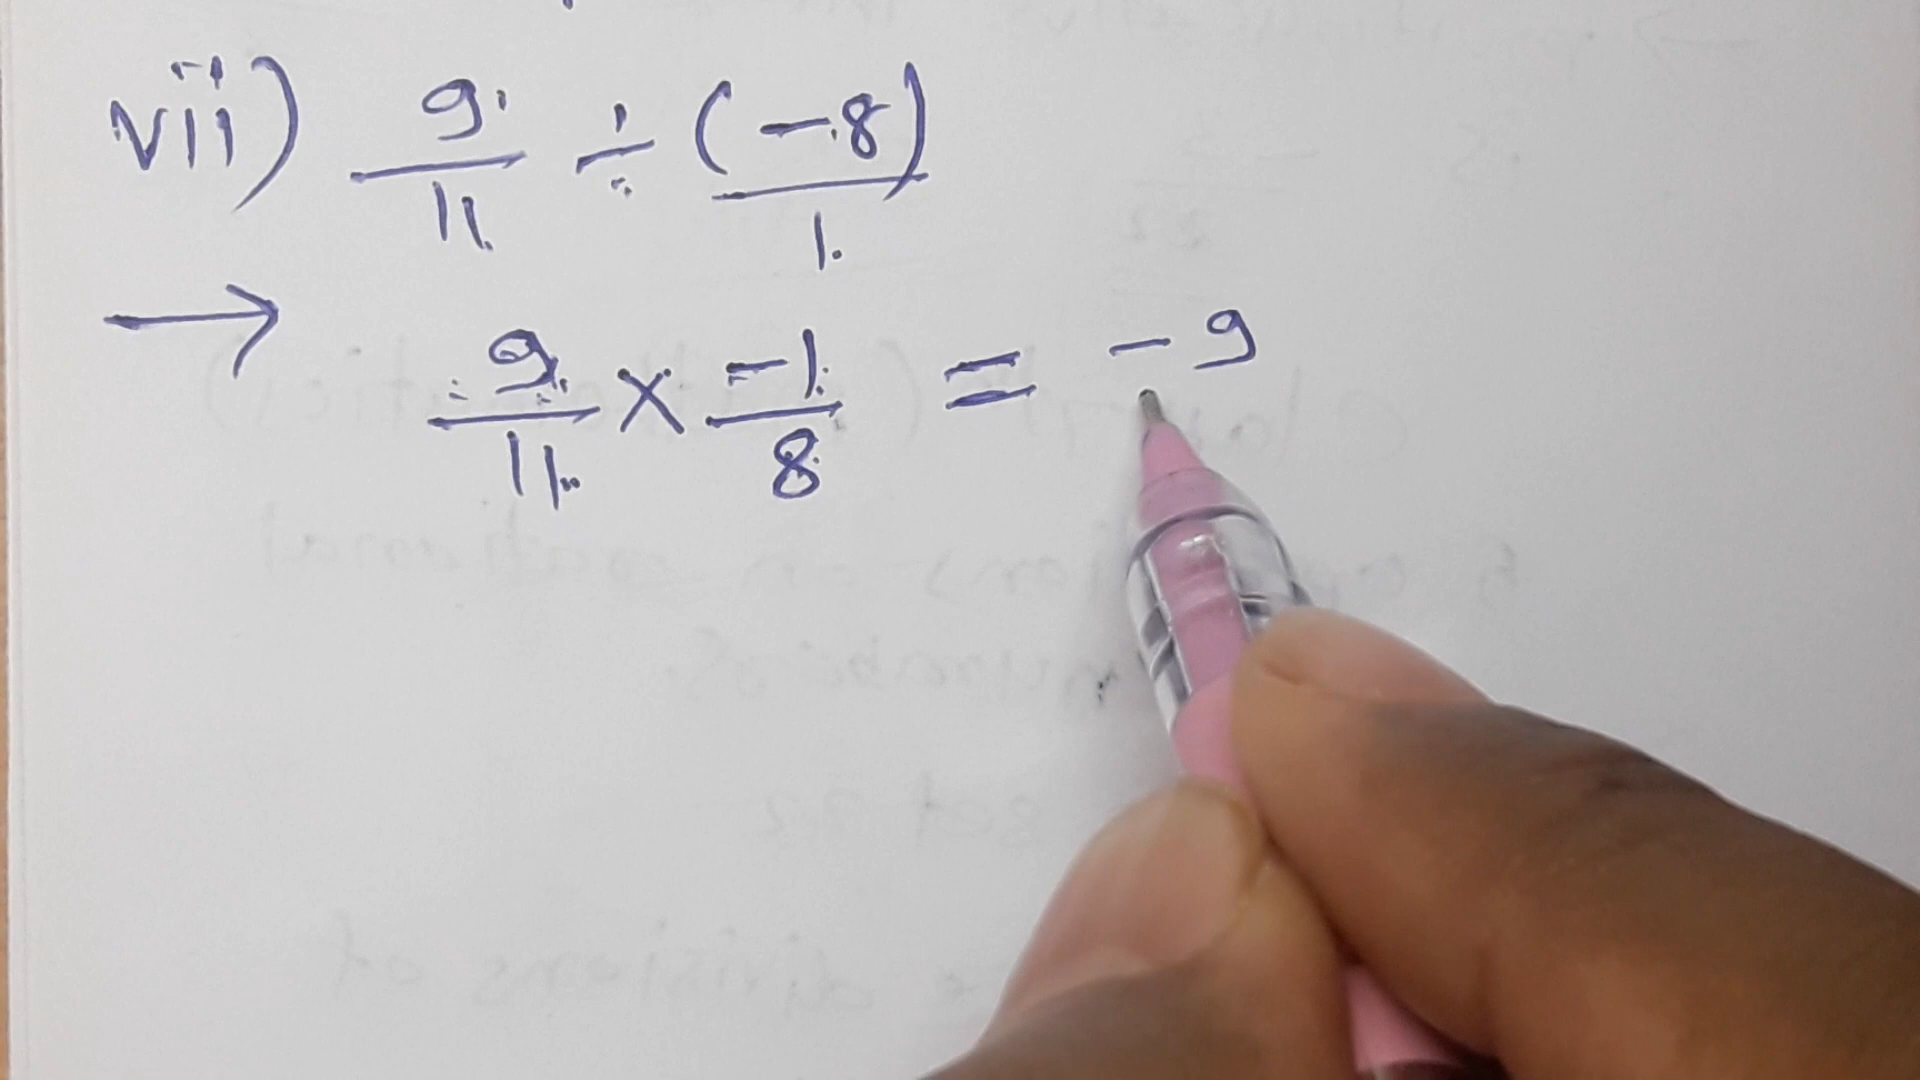 vii) 9/11 ÷ (-8)/1
→ 9/11 × -1/8 = -9